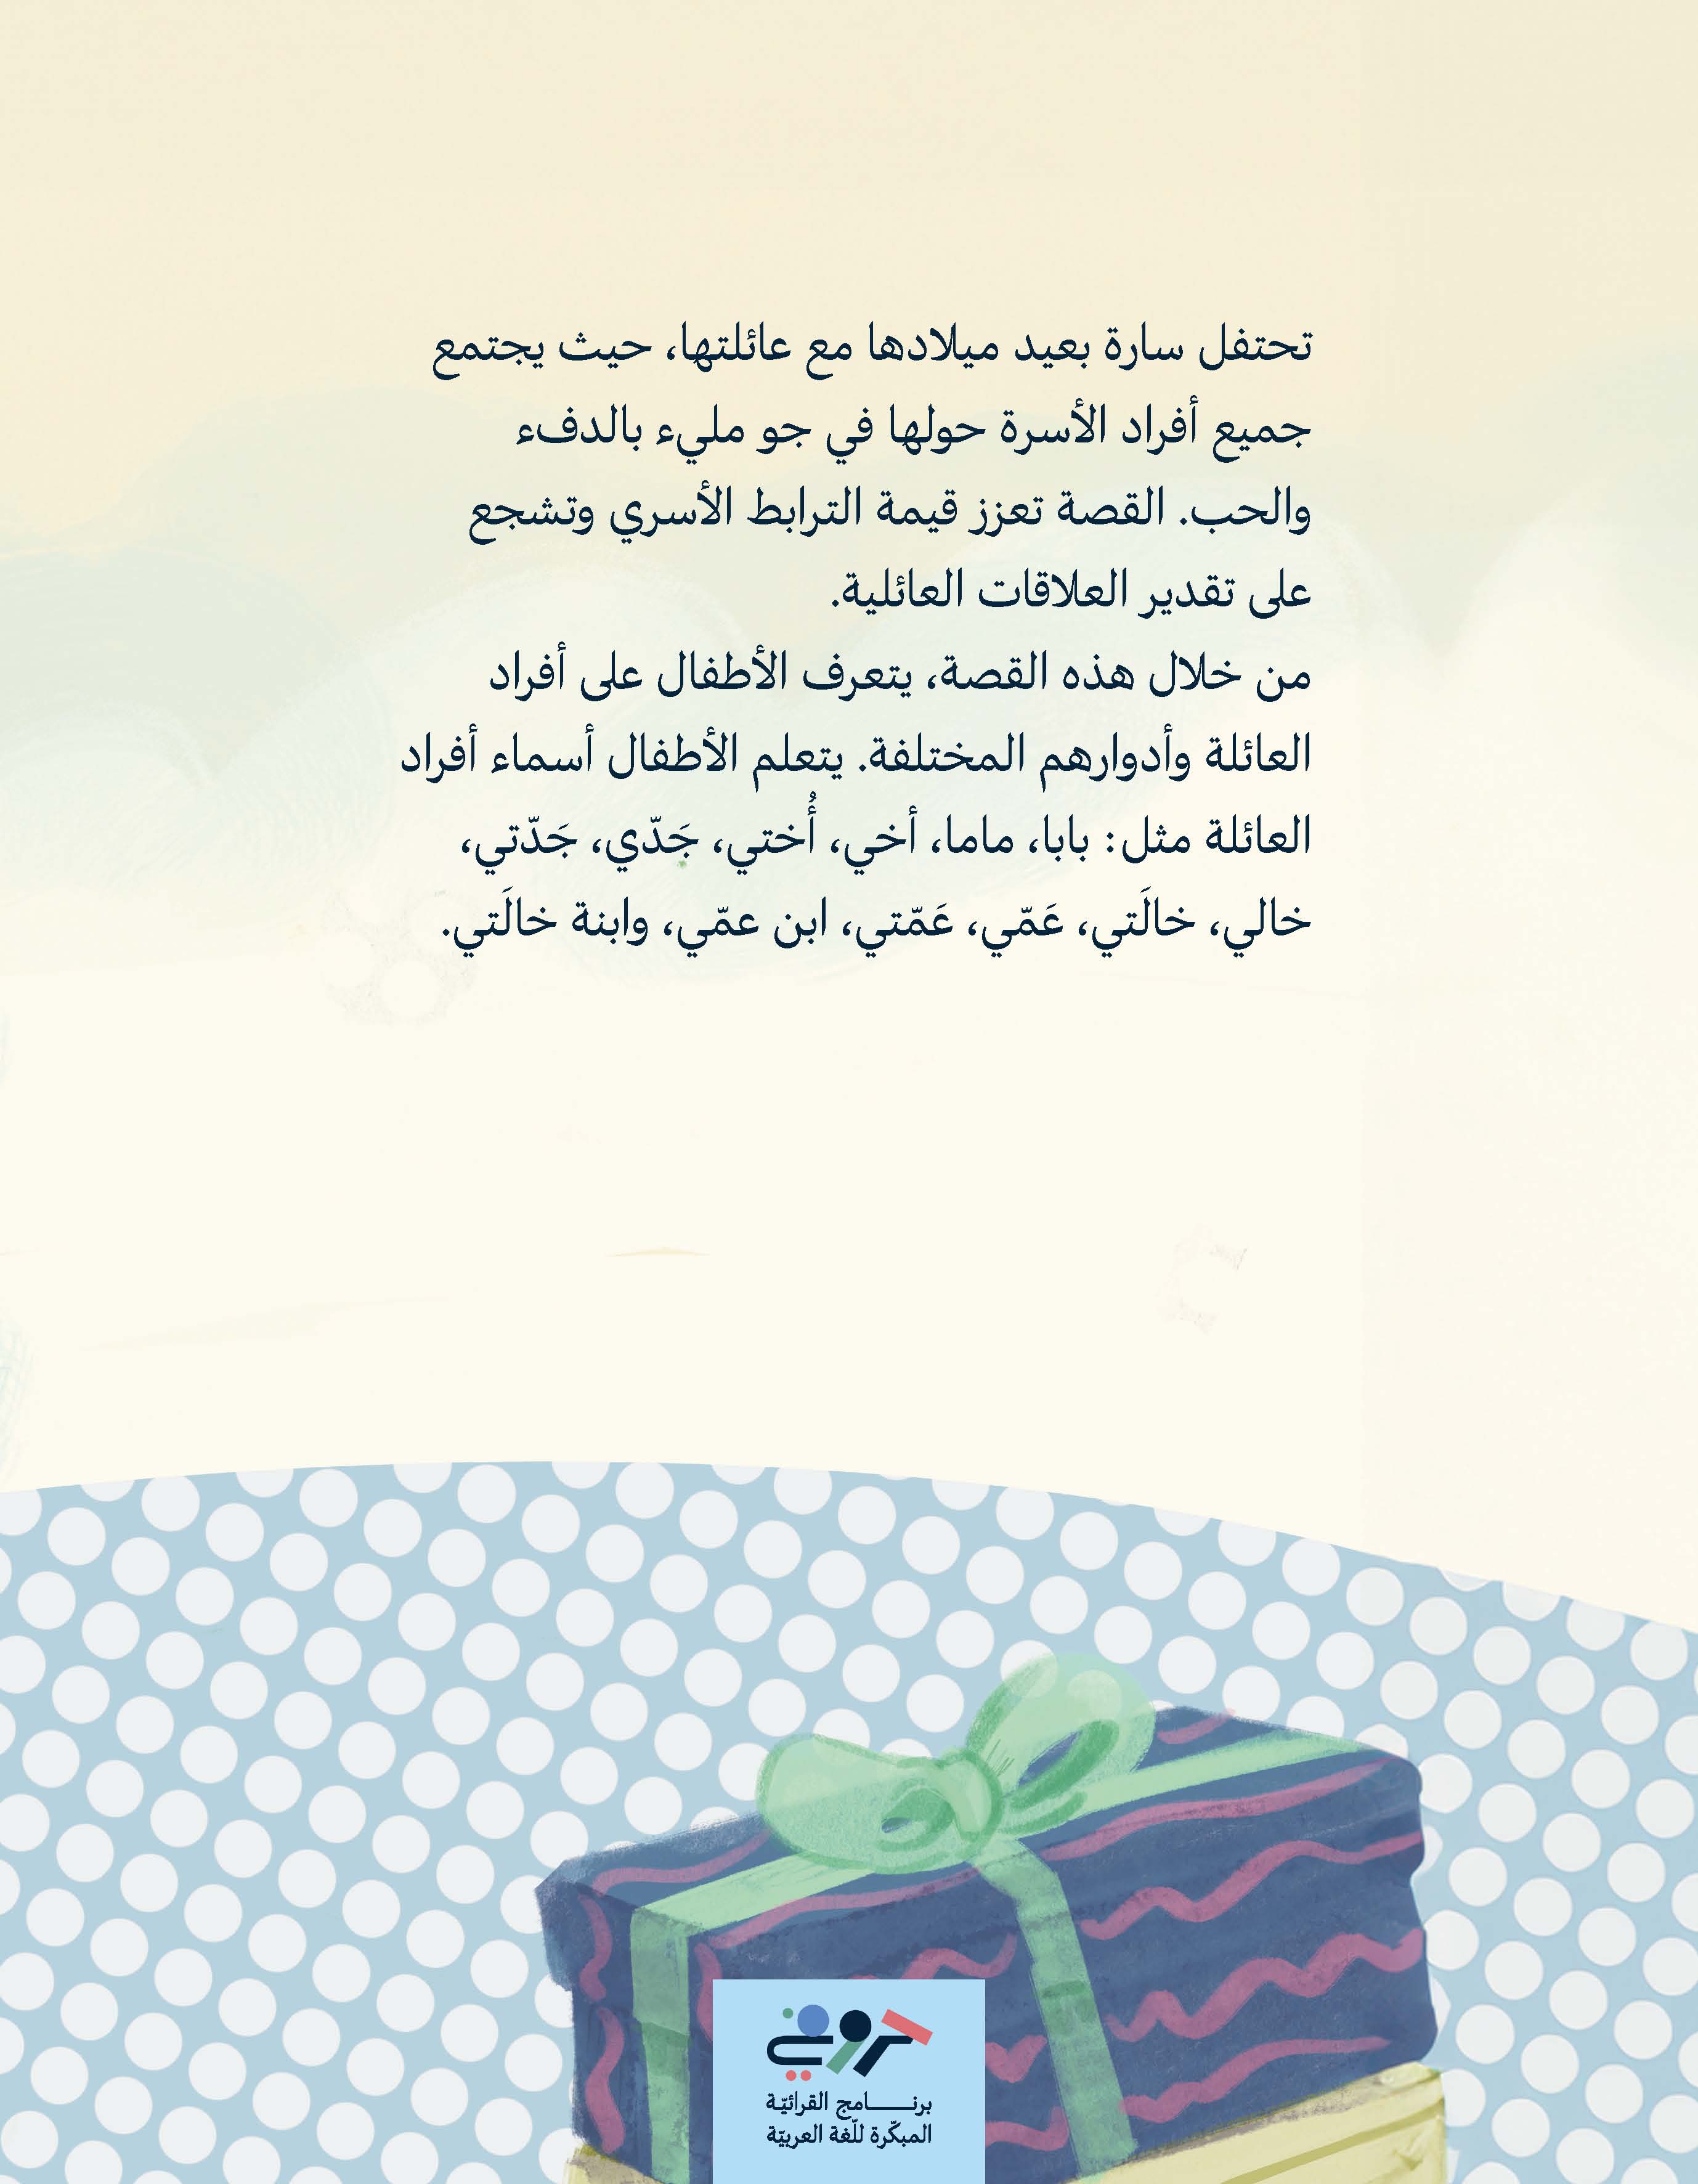 تحتفل سارة بعيد ميلادها مع عائلتها، حيث يجتمع
جميع أفراد الأسرة حولها في جو مليء بالدفء
والحب. القصة تعزز قيمة الترابط الأسري وتشجع
على تقدير العلاقات العائلية.
من خلال هذه القصة، يتعرف الأطفال على أفراد
العائلة وأدوارهم المختلفة. يتعلم الأطفال أسماء أفراد
العائلة مثل: بابا، ماما، أخي، أُختي، جَدّي، جَدّتي،
خالي، خالَتي، عَمّي، عَمّتي، ابن عمّي، وابنة خالَتي.
حروفي
برنـــــامج القرائيّة
المبكّرة للّغة العربيّة